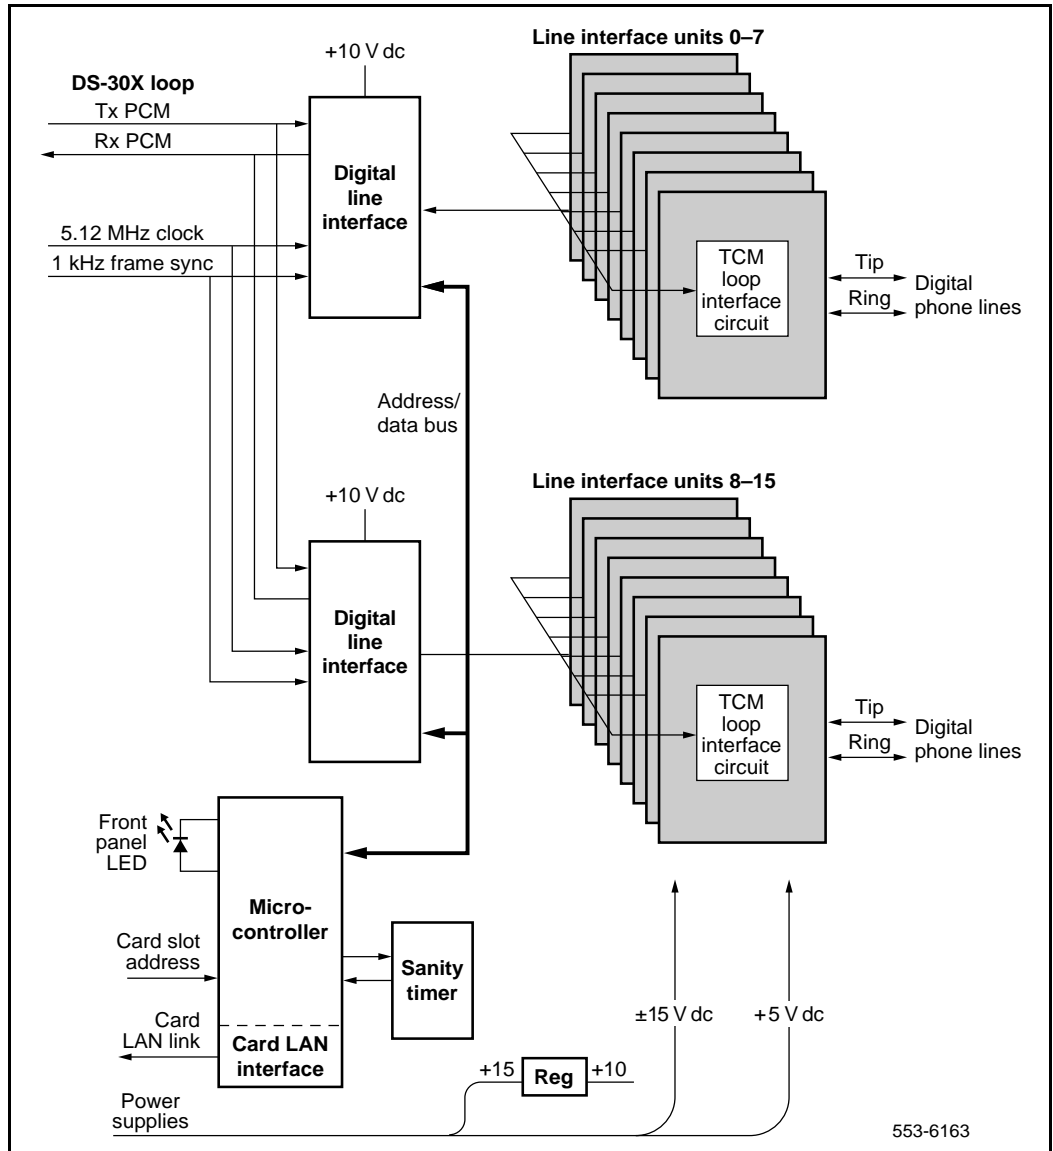 Line interface units 0–7
+10 V dc
DS-30X loop
Tx PCM
Rx PCM
Digital
line
interface
5.12 MHz clock
1 kHz frame sync
TCM
loop
interface
circuit
Tip
Ring
Digital
phone lines
Address/
data bus
Line interface units 8–15
+10 V dc
Digital
line
interface
TCM
loop
interface
circuit
Tip
Ring
Digital
phone lines
Front
panel
LED
Micro-
controller
Card slot
address
Sanity
timer
Card
LAN link
Card LAN
interface
±15 V dc
+5 V dc
+15
Reg
+10
Power
supplies
553-6163